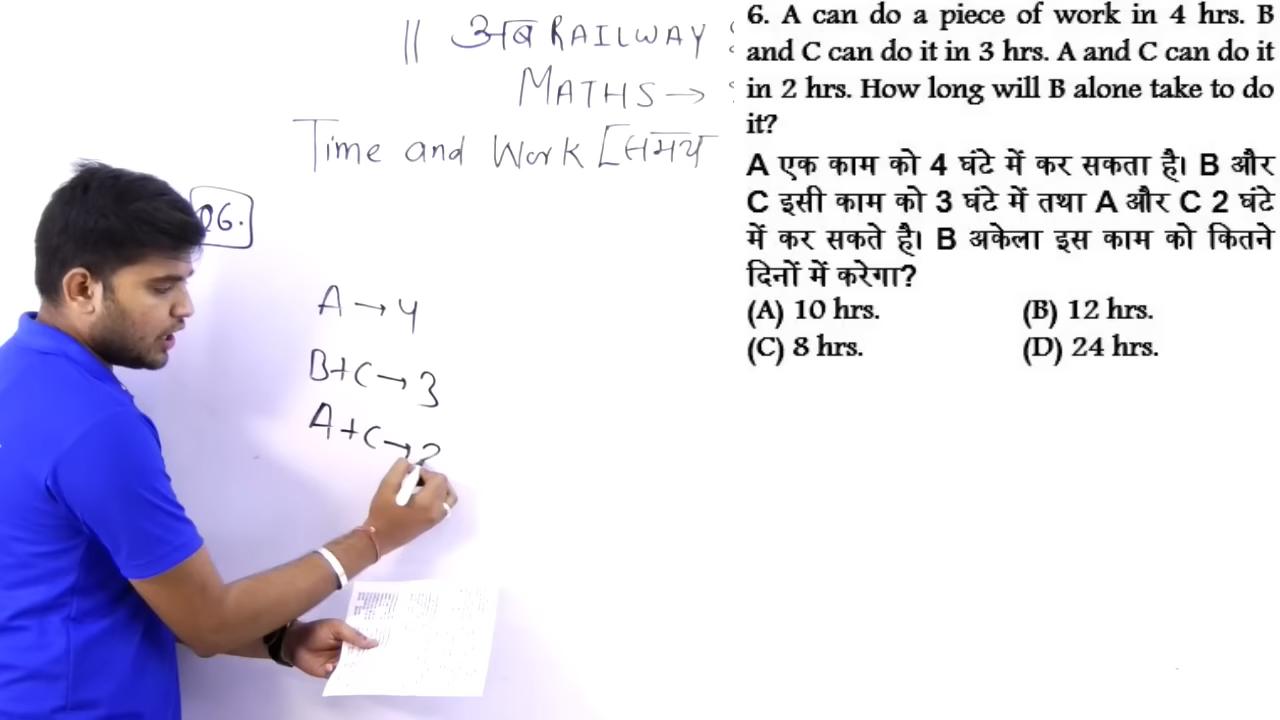 || अब RAILWAY
MATHS →
Time and Work [समय
Q6.
A → 4
B+C → 3
A+C → 2
6. A can do a piece of work in 4 hrs. B
and C can do it in 3 hrs. A and C can do it
in 2 hrs. How long will B alone take to do
it?
A एक काम को 4 घंटे में कर सकता है। B और
C इसी काम को 3 घंटे में तथा A और C 2 घंटे
में कर सकते है। B अकेला इस काम को कितने
दिनों में करेगा?
(A) 10 hrs. (B) 12 hrs.
(C) 8 hrs. (D) 24 hrs.